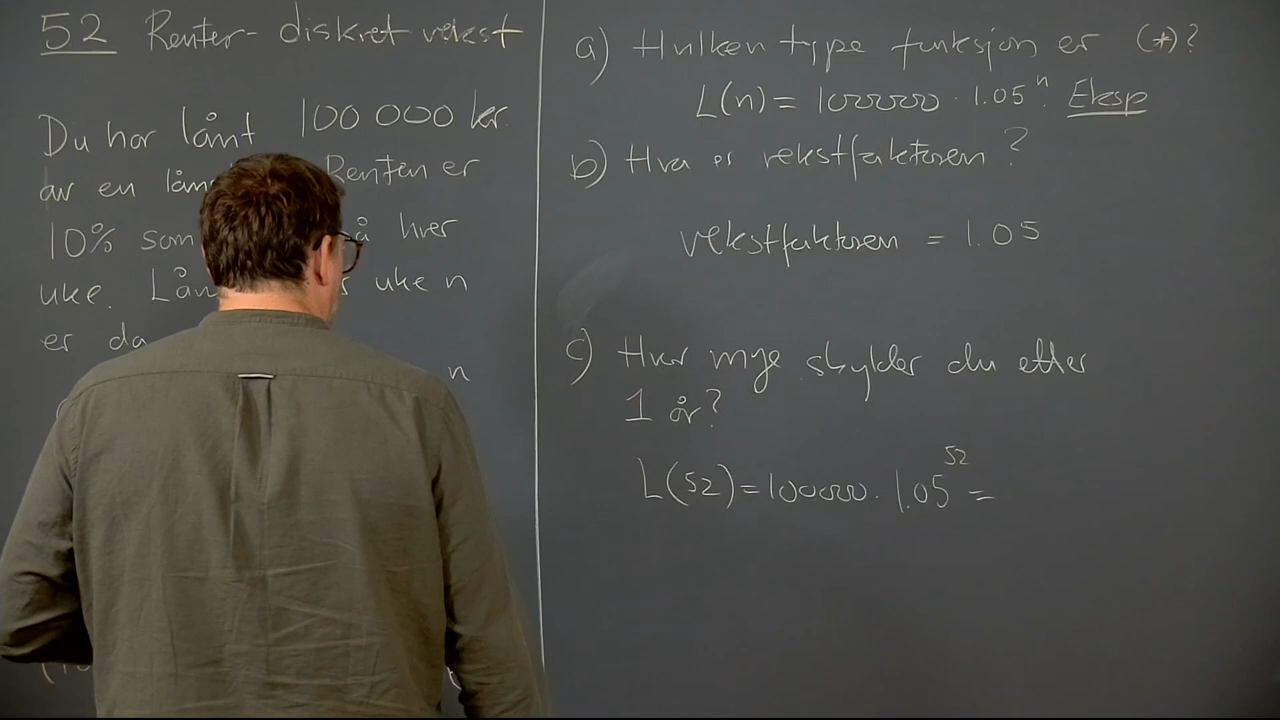 52 Renter - diskret vekst
Du har lånt 100 000 kr
av en Renten er
10% som hver
uke. uke n
er da
n
a) Hvilken type funksjon er (*)?
L(n) = 100000 · 1.05^n. Eksp
b) Hva er vekstfaktoren?
vekstfaktoren = 1.05
c) Hvor mye skylder du etter
1 år?
L(52) = 100000 · 1.05^52 =